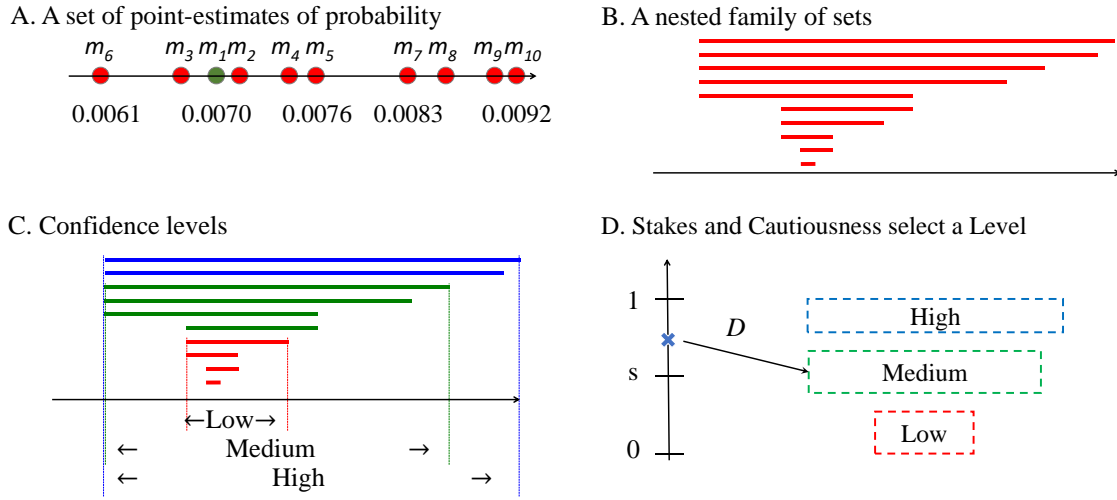 A. A set of point-estimates of probability
m6 m3 m1 m2 m4 m5 m7 m8 m9 m10
0.0061 0.0070 0.0076 0.0083 0.0092
B. A nested family of sets
C. Confidence levels
←Low→
← Medium →
← High →
D. Stakes and Cautiousness select a Level
1
High
D
s
Medium
Low
0